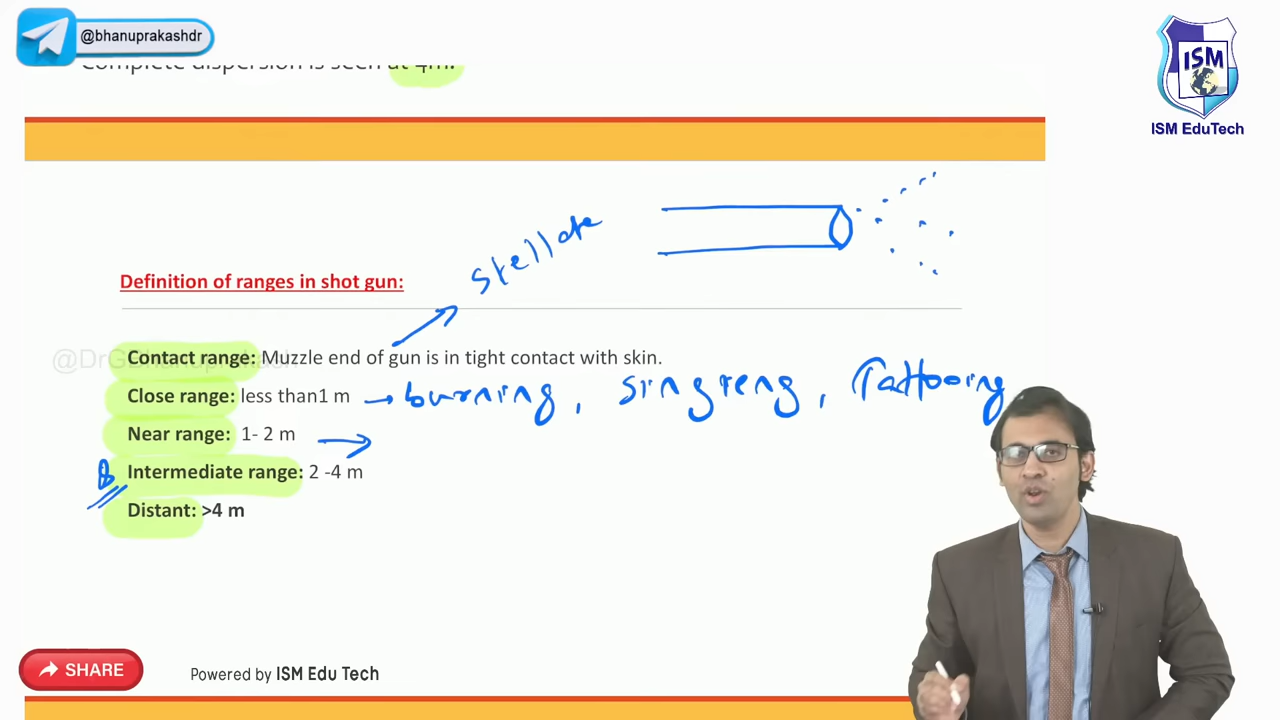 @bhanuprakashdr
ISM
ISM EduTech
Complete dispersion is seen at 4m.
stellate
Definition of ranges in shot gun:
@DrGBhanuprakash
Contact range: Muzzle end of gun is in tight contact with skin.
Close range: less than1 m → burning, singieng, Tattooing
Near range: 1- 2 m →
Intermediate range: 2 -4 m
Distant: >4 m
SHARE
Powered by ISM Edu Tech